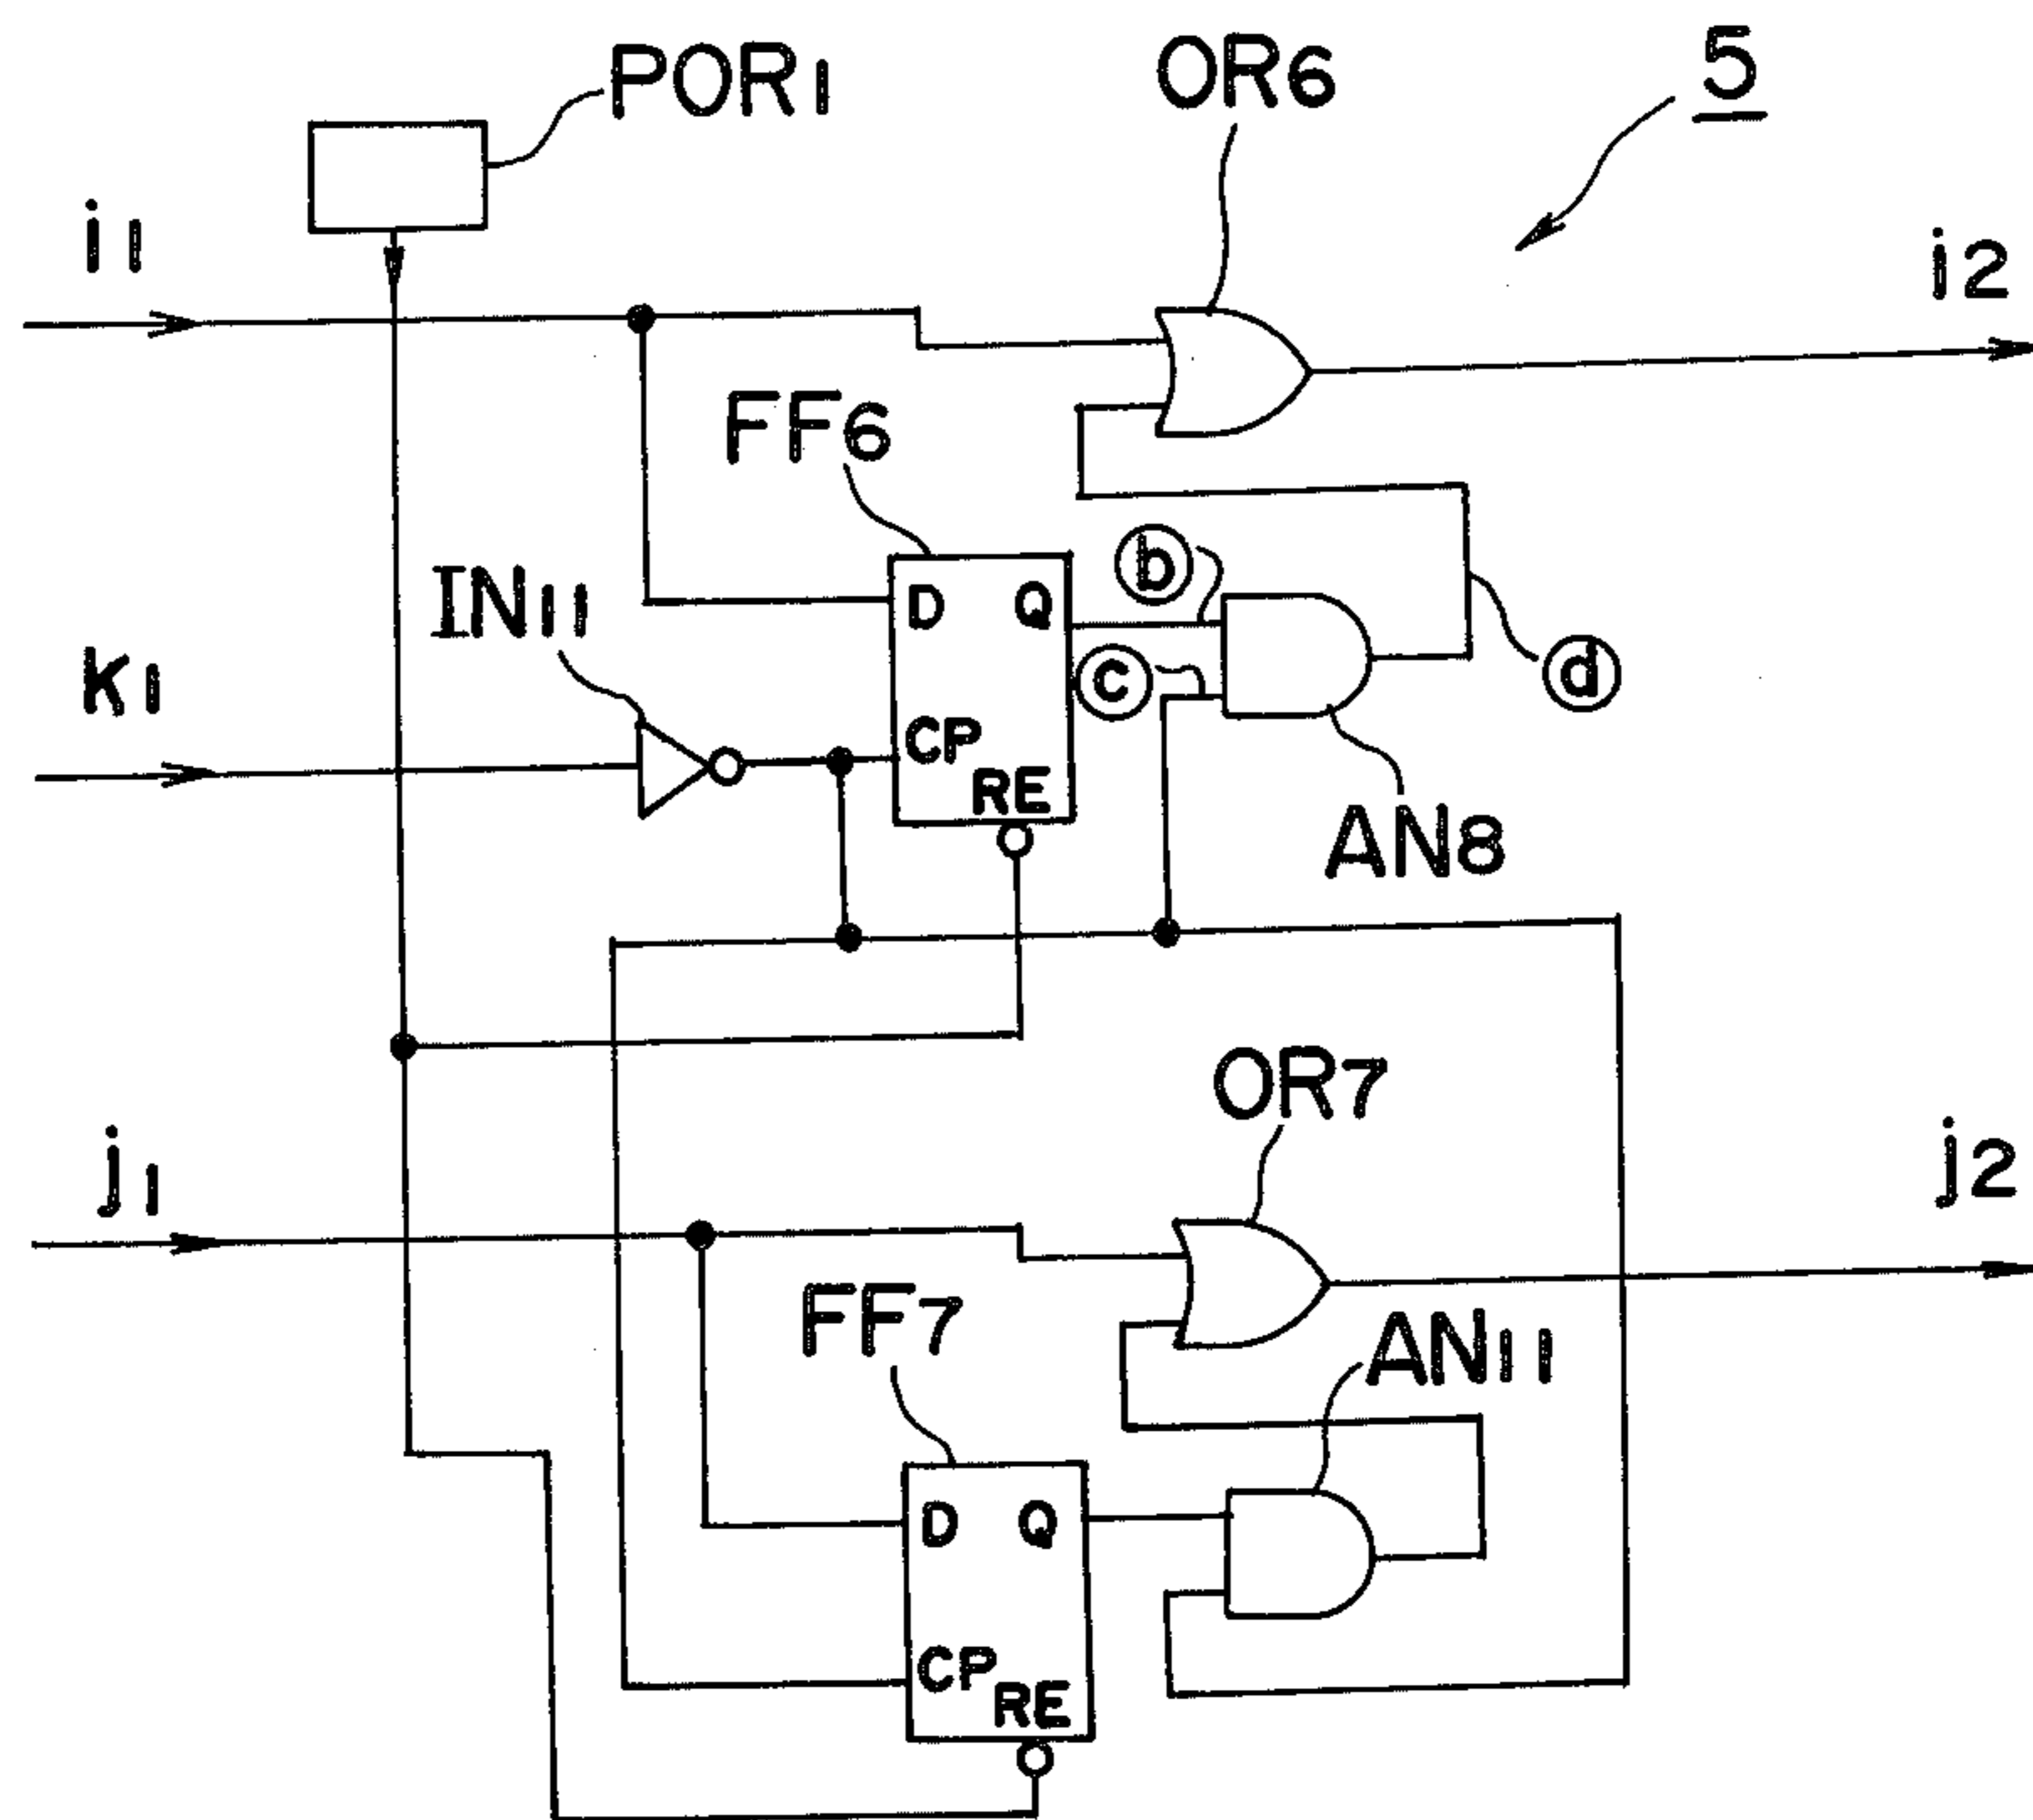 POR1
OR6
5
i1
i2
FF6
b
IN11
D
Q
c
d
k1
CP
RE
AN8
OR7
j1
j2
FF7
AN11
D
Q
CP
RE